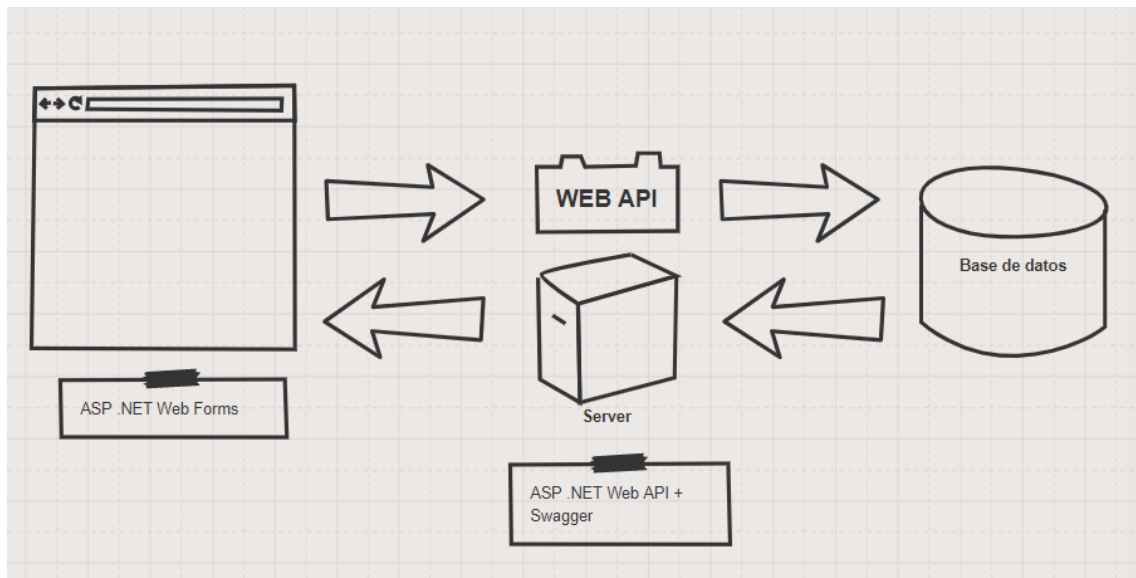 WEB API
Base de datos
ASP .NET Web Forms
Server
ASP .NET Web API +
Swagger